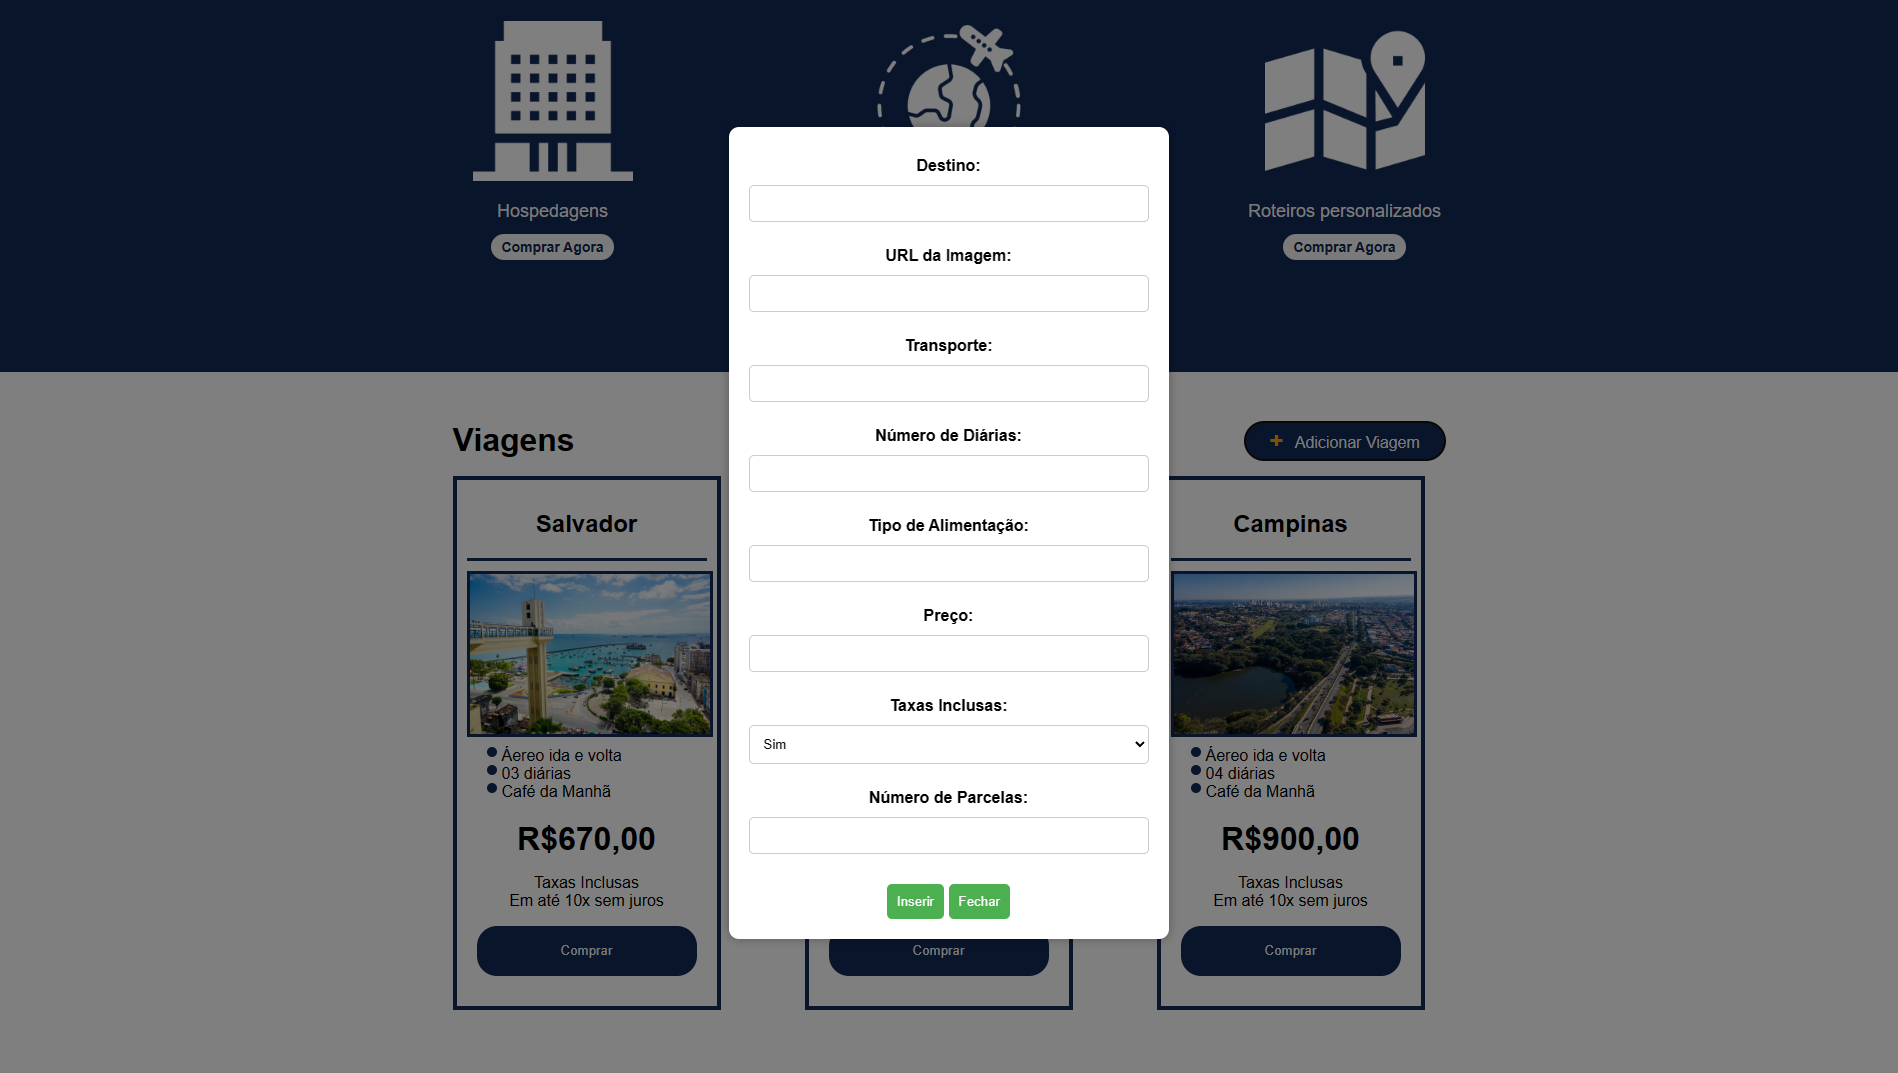 Hospedagens
Comprar Agora
Roteiros personalizados
Comprar Agora
Destino:
URL da Imagem:
Transporte:
Número de Diárias:
Tipo de Alimentação:
Preço:
Taxas Inclusas:
Sim
Número de Parcelas:
Inserir
Fechar
Viagens
+ Adicionar Viagem
Salvador
Áereo ida e volta
03 diárias
Café da Manhã
R$670,00
Taxas Inclusas
Em até 10x sem juros
Comprar
Comprar
Campinas
Áereo ida e volta
04 diárias
Café da Manhã
R$900,00
Taxas Inclusas
Em até 10x sem juros
Comprar